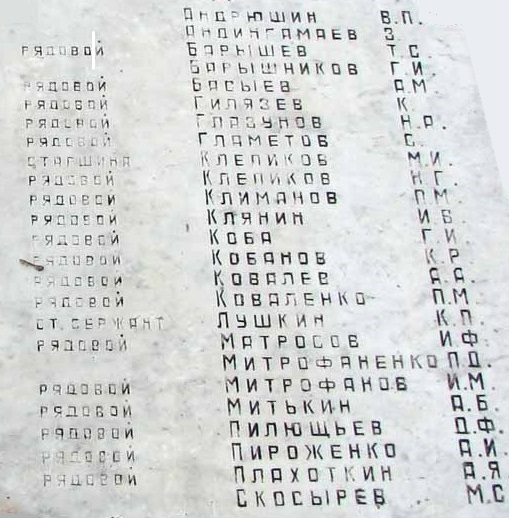 АНДРЮШИН В.П.
АНДИНГАМАЕВ З.
РЯДОВОЙ БАРЫШЕВ Т.С.
БАРЫШНИКОВ Г.И.
РЯДОВОЙ БАСЫЕВ А.М.
РЯДОВОЙ ГИЛЯЗЕВ К.
РЯДОВОЙ ГЛАЗУНОВ Н.А.
РЯДОВОЙ ГЛАМЕТОВ С.
СТАРШИНА КЛЕПИКОВ М.И.
РЯДОВОЙ КЛЕПИКОВ Н.Г.
РЯДОВОЙ КЛИМАНОВ П.М.
РЯДОВОЙ КЛЯНИН И.В.
РЯДОВОЙ КОБА Г.И.
РЯДОВОЙ КОБАНОВ К.Р
РЯДОВОЙ КОВАЛЕВ А.А.
РЯДОВОЙ КОВАЛЕНКО П.М.
СТ.СЕРЖАНТ ЛУШКИН К.П.
РЯДОВОЙ МАТРОСОВ И.Ф.
МИТРОФАНЕНКО П.Д.
РЯДОВОЙ МИТРОФАНОВ И.М.
РЯДОВОЙ МИТЬКИН А.Б.
РЯДОВОЙ ПИЛЮЩЬЕВ Д.Ф.
РЯДОВОЙ ПИРОЖЕНКО А.И.
РЯДОВОЙ ПЛАХОТКИН А.Я
СКОСЫРЕВ М.С